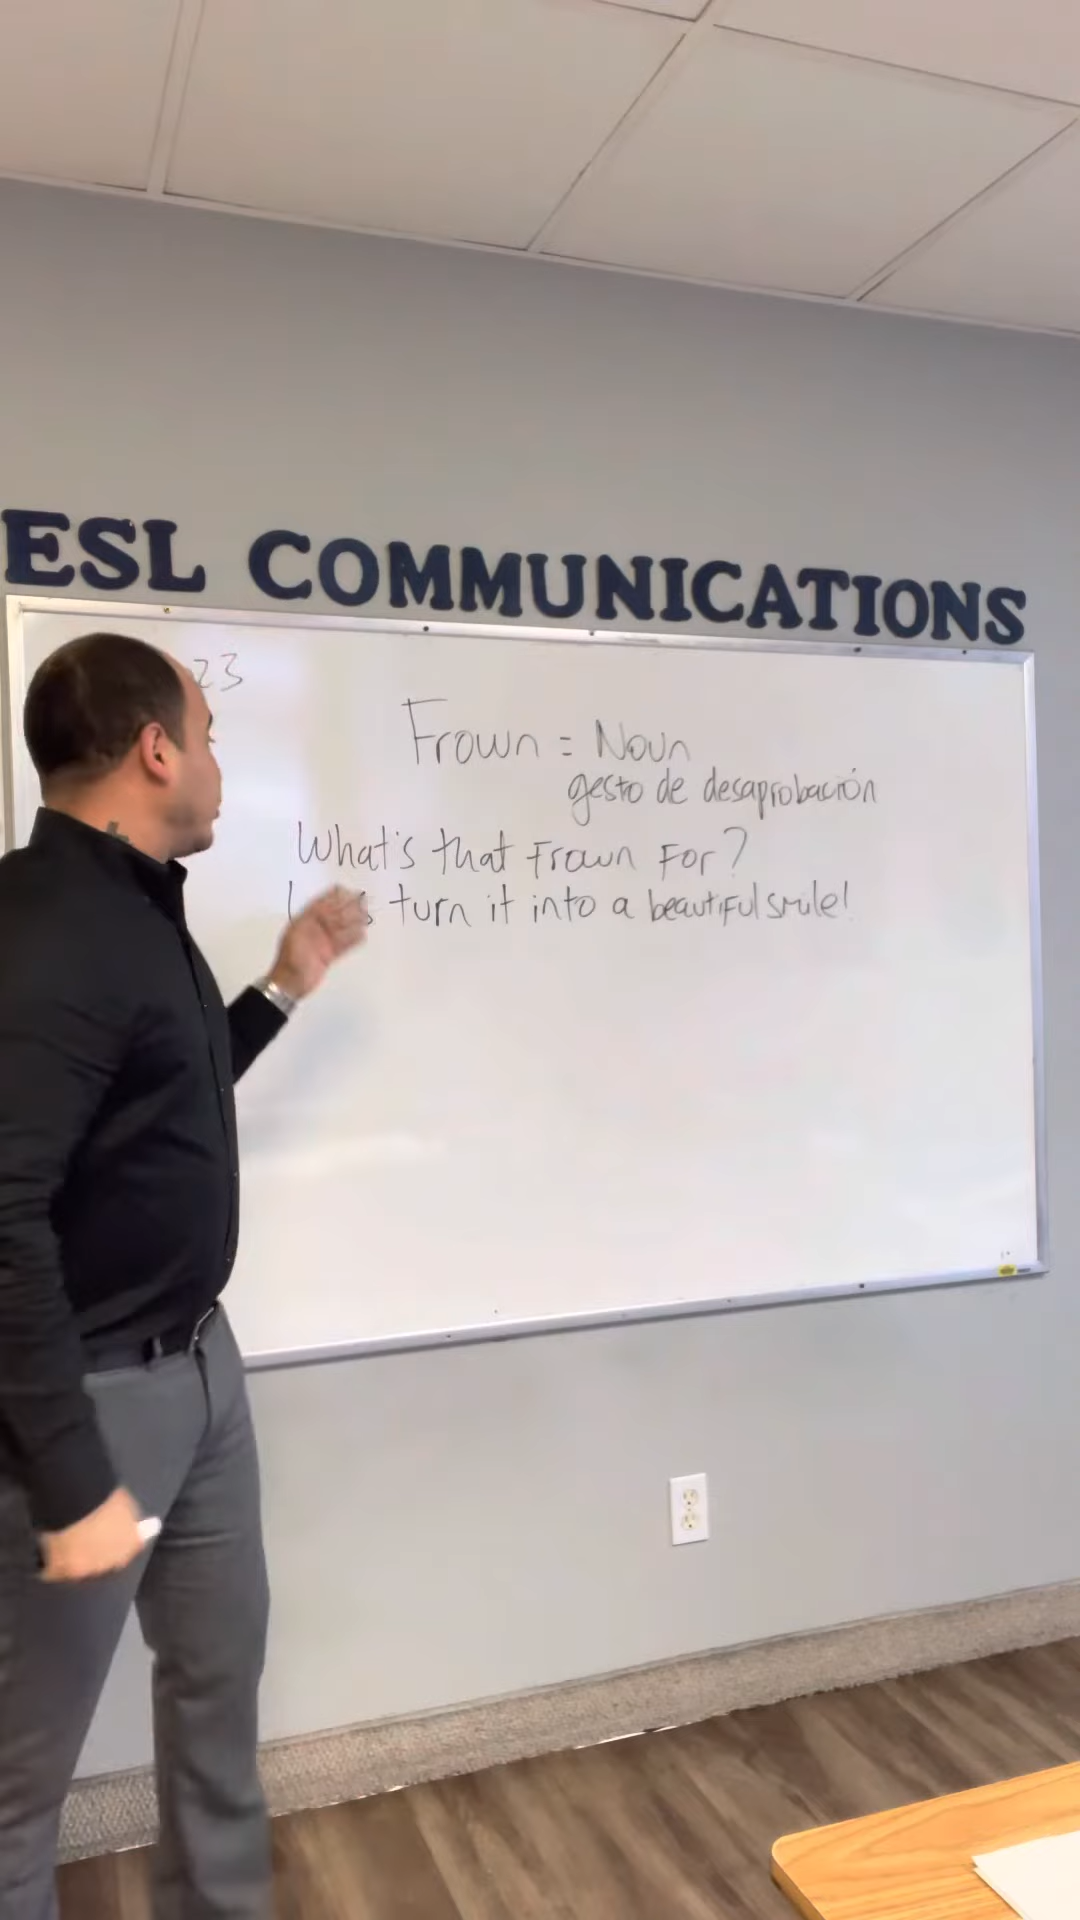 ESL COMMUNICATIONS
23
Frown = Noun
gesto de desaprobación
What's that Frown For?
turn it into a beautiful smile!